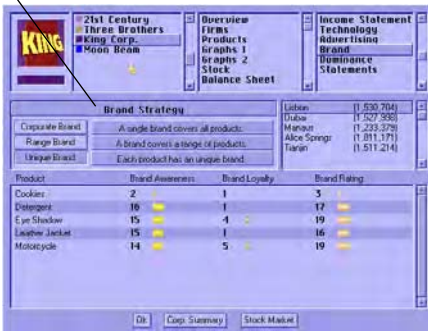 KING
21st Century
Three Brothers
King Corp.
Moon Beam
Overview
Firms
Products
Graphs 1
Graphs 2
Stock
Balance Sheet
Income Statement
Technology
Advertising
Brand
Dominance
Statements
Brand Strategy
Corporate Brand A single brand covers all products
Range Brand A brand covers a range of products
Unique Brand Each product has an unique brand
Lisbon (1,530,704)
Dubai (1,527,998)
Manaus (1,233,379)
Alice Springs (1,811,171)
Tianjin (1,511,214)
Product Brand Awareness Brand Loyalty Brand Rating
Cookies 2 1 3
Detergent 16 1 17
Eye Shadow 15 4 19
Leather Jacket 15 1 16
Motorcycle 14 5 19
Ok Corp. Summary Stock Market